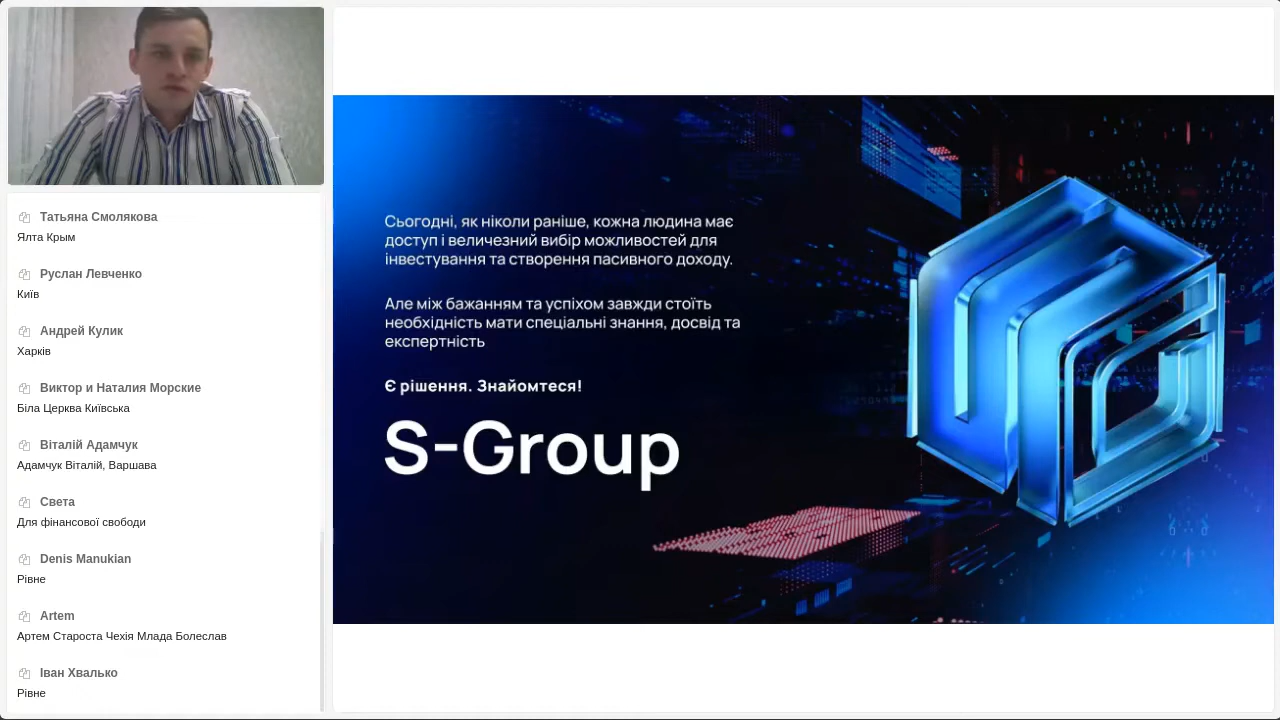 Татьяна Смолякова
Ялта Крым
Руслан Левченко
Київ
Андрей Кулик
Харків
Виктор и Наталия Морские
Біла Церква Київська
Віталій Адамчук
Адамчук Віталій, Варшава
Света
Для фінансової свободи
Denis Manukian
Рівне
Artem
Артем Староста Чехія Млада Болеслав
Іван Хвалько
Рівне
Сьогодні, як ніколи раніше, кожна людина має
доступ і величезний вибір можливостей для
інвестування та створення пасивного доходу.
Але між бажанням та успіхом завжди стоїть
необхідність мати спеціальні знання, досвід та
експертність
Є рішення. Знайомтеся!
S-Group